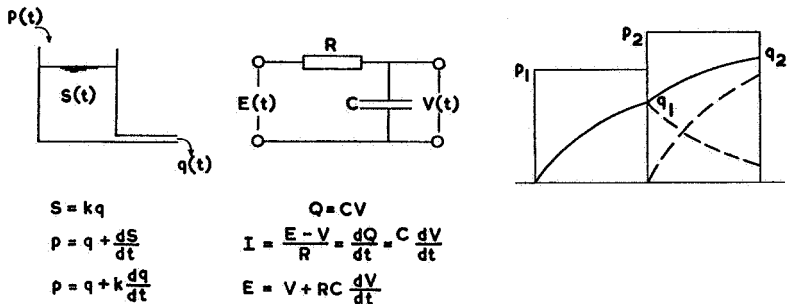 p(t)
S(t)
q(t)
R
E(t)
C
V(t)
p₁
p₂
q₁
q₂
S = kq
p = q + dS/dt
p = q + k dq/dt
Q = CV
I = E - V/R = dQ/dt = C dV/dt
E = V + RC dV/dt